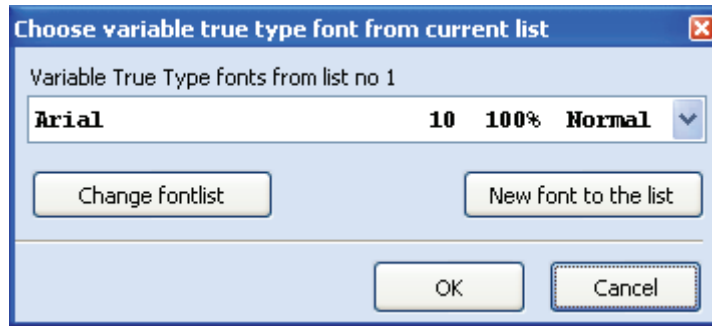 Choose variable true type font from current list
Variable True Type fonts from list no 1
Arial 10 100% Normal
Change fontlist New font to the list
OK Cancel